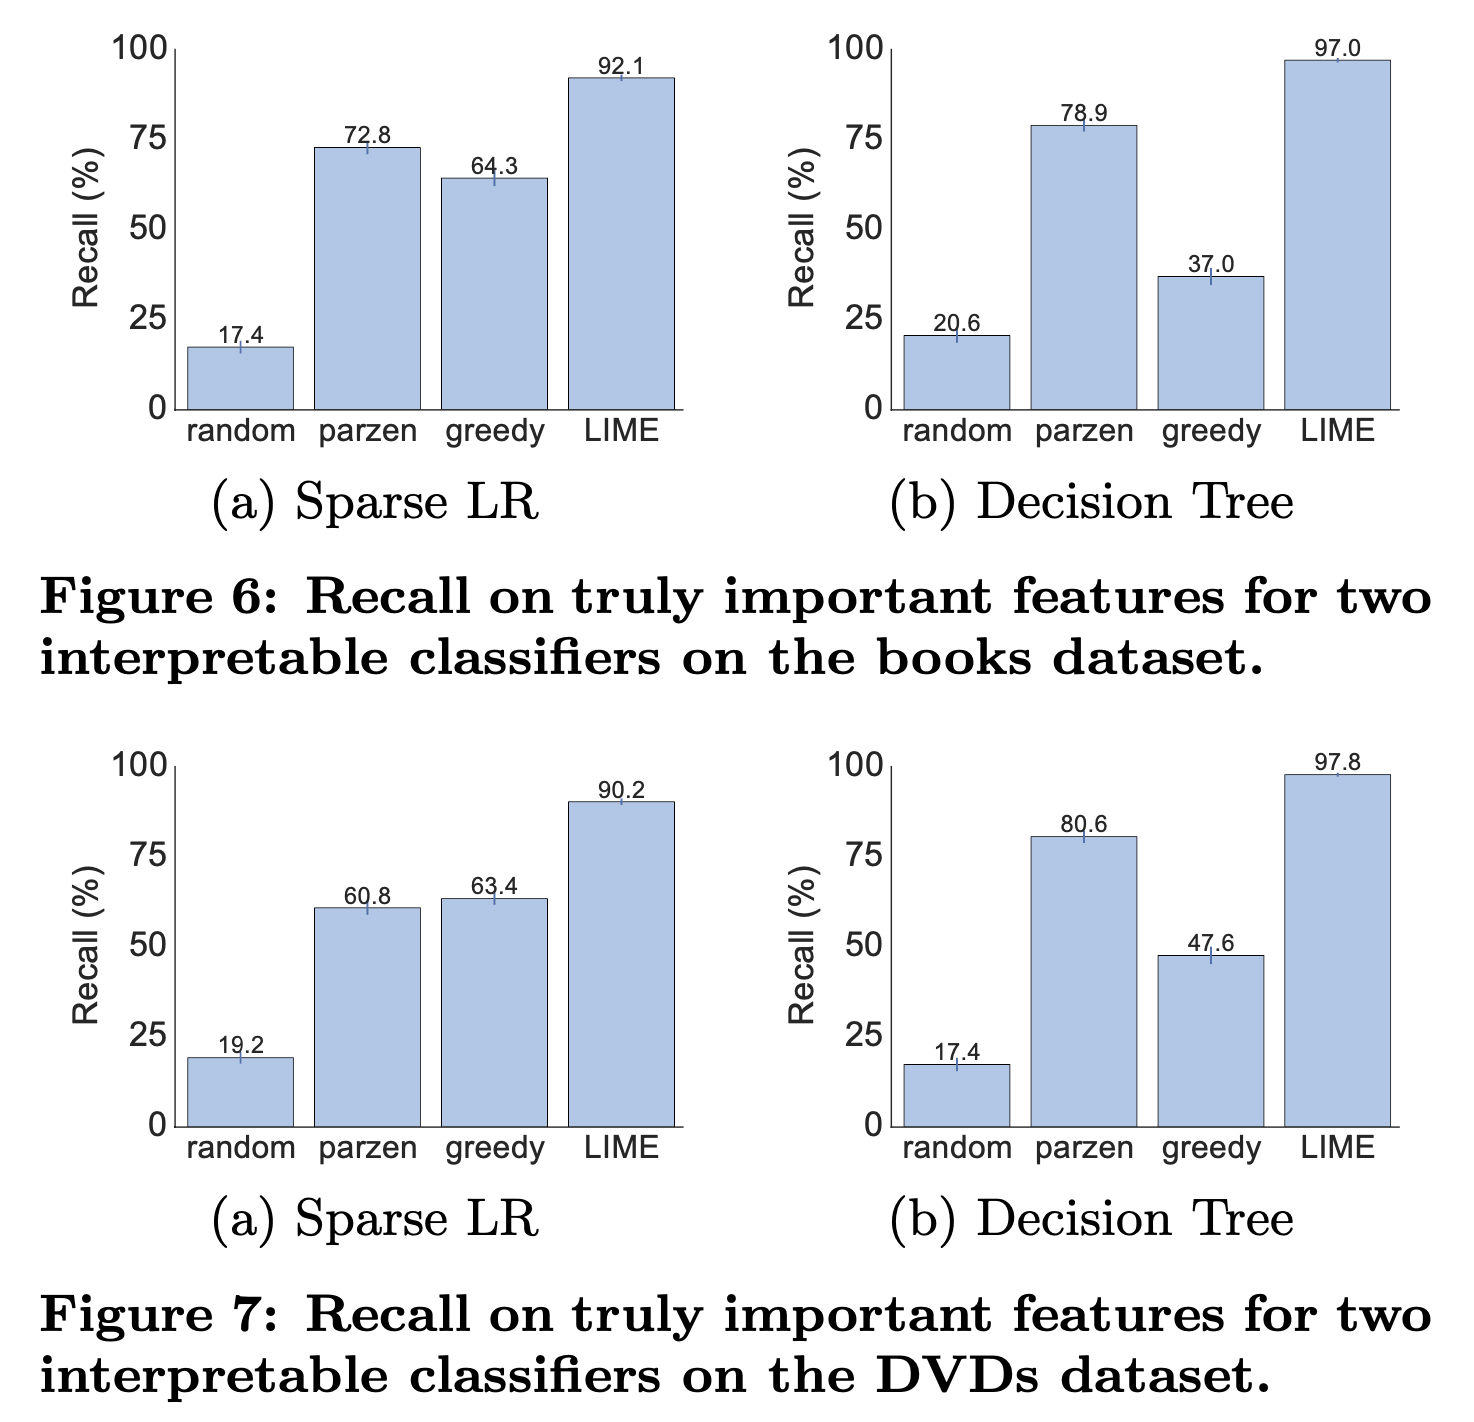 100
75
50
25
0
Recall (%)
17.4
72.8
64.3
92.1
random parzen greedy LIME
(a) Sparse LR
100
75
50
25
0
Recall (%)
20.6
78.9
37.0
97.0
random parzen greedy LIME
(b) Decision Tree
Figure 6: Recall on truly important features for two
interpretable classifiers on the books dataset.
100
75
50
25
0
Recall (%)
19.2
60.8
63.4
90.2
random parzen greedy LIME
(a) Sparse LR
100
75
50
25
0
Recall (%)
17.4
80.6
47.6
97.8
random parzen greedy LIME
(b) Decision Tree
Figure 7: Recall on truly important features for two
interpretable classifiers on the DVDs dataset.